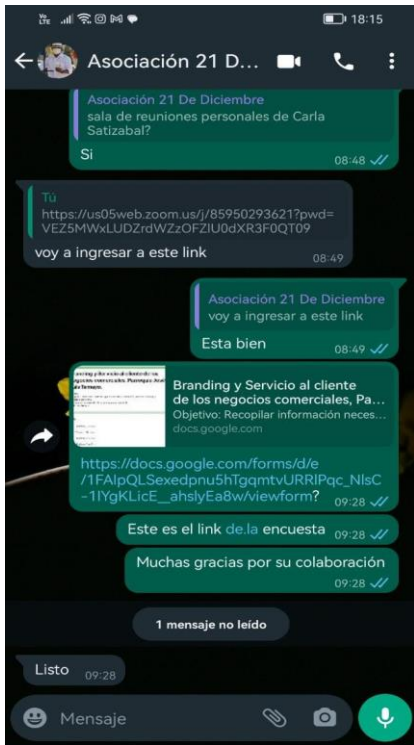 Vo
LTE
18:15
Asociación 21 D...
Asociación 21 De Diciembre
sala de reuniones personales de Carla
Satizabal?
Si
08:48
Tú
https://us05web.zoom.us/j/85950293621?pwd=
VEZ5MWxLUDZrdWZzOFZIU0dXR3F0QT09
voy a ingresar a este link
08:49
Asociación 21 De Diciembre
voy a ingresar a este link
Esta bien
08:49
Branding y Servicio al cliente
de los negocios comerciales, Pa...
Objetivo: Recopilar información neces...
docs.google.com
https://docs.google.com/forms/d/e
/1FAIpQLSexedpnu5hTgqmtvURRlPqc_NlsC
-1IYgKLicE__ahslyEa8w/viewform?
09:28
Este es el link de.la encuesta
09:28
Muchas gracias por su colaboración
09:28
1 mensaje no leído
Listo
09:28
Mensaje